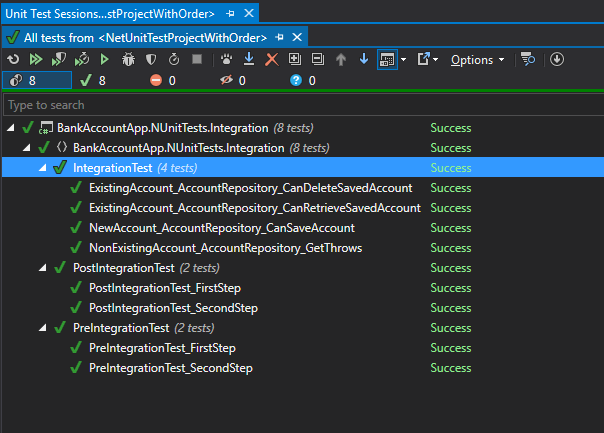 Unit Test Sessions...stProjectWithOrder>
All tests from <NetUnitTestProjectWithOrder>
Options
8 8 0 0 0
Type to search
BankAccountApp.NUnitTests.Integration (8 tests) Success
BankAccountApp.NUnitTests.Integration (8 tests) Success
IntegrationTest (4 tests) Success
ExistingAccount_AccountRepository_CanDeleteSavedAccount Success
ExistingAccount_AccountRepository_CanRetrieveSavedAccount Success
NewAccount_AccountRepository_CanSaveAccount Success
NonExistingAccount_AccountRepository_GetThrows Success
PostIntegrationTest (2 tests) Success
PostIntegrationTest_FirstStep Success
PostIntegrationTest_SecondStep Success
PreIntegrationTest (2 tests) Success
PreIntegrationTest_FirstStep Success
PreIntegrationTest_SecondStep Success